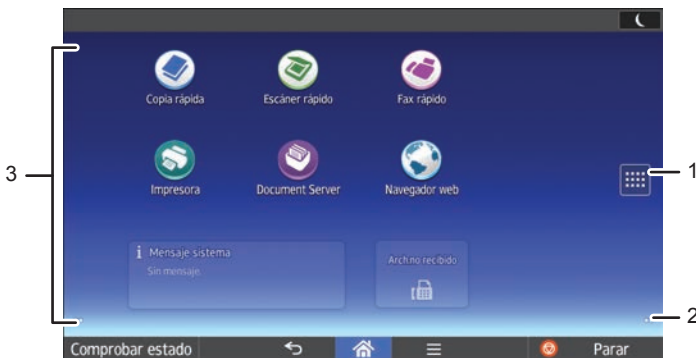 Copia rápida Escáner rápido Fax rápido
3 1
Impresora Document Server Navegador web
i Mensaje sistema
Archivo recibido
Sin mensaje.
2
Comprobar estado Parar